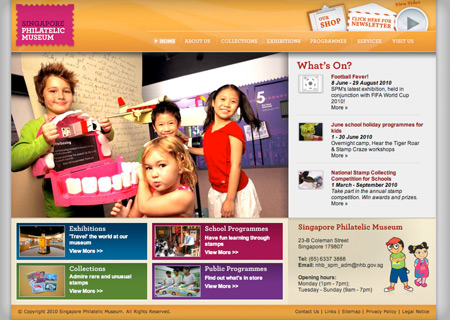 SINGAPORE
PHILATELIC
MUSEUM
OUR
SHOP
CLICK HERE FOR
NEWSLETTER
View Video
HOME ABOUT US COLLECTIONS EXHIBITIONS PROGRAMMES SERVICES VISIT US
5
What's On?
Football Fever!
1 June - 29 August 2010
SPM's latest exhibition, held in
conjunction with FIFA World Cup
2010!
More »
June school holiday programmes for
kids
1 - 30 June 2010
Overnight camp, Hear the Tiger Roar
& Stamp Craze workshops
More »
National Stamp Collecting
Competition for Schools
1 March - September 2010
Take part in the annual stamp
competition. Win awards and prizes.
More »
Exhibitions
'Travel' the world at our
museum
View More >>
School Programmes
Have fun learning through
stamps
View More >>
Collections
Admire rare and unusual
stamps
View More >>
Public Programmes
Find out what's in store
View More >>
Singapore Philatelic Museum
23-B Coleman Street
Singapore 179807
Tel: (65) 6337 3888
Email: nhb_spm_adm@nhb.gov.sg
Opening hours:
Monday (1pm - 7pm);
Tuesday - Sunday (9am - 7pm)
© Copyright 2010 Singapore Philatelic Museum. All Rights Reserved.
Contact Us | Links | Sitemap | Privacy Policy | Legal Notice